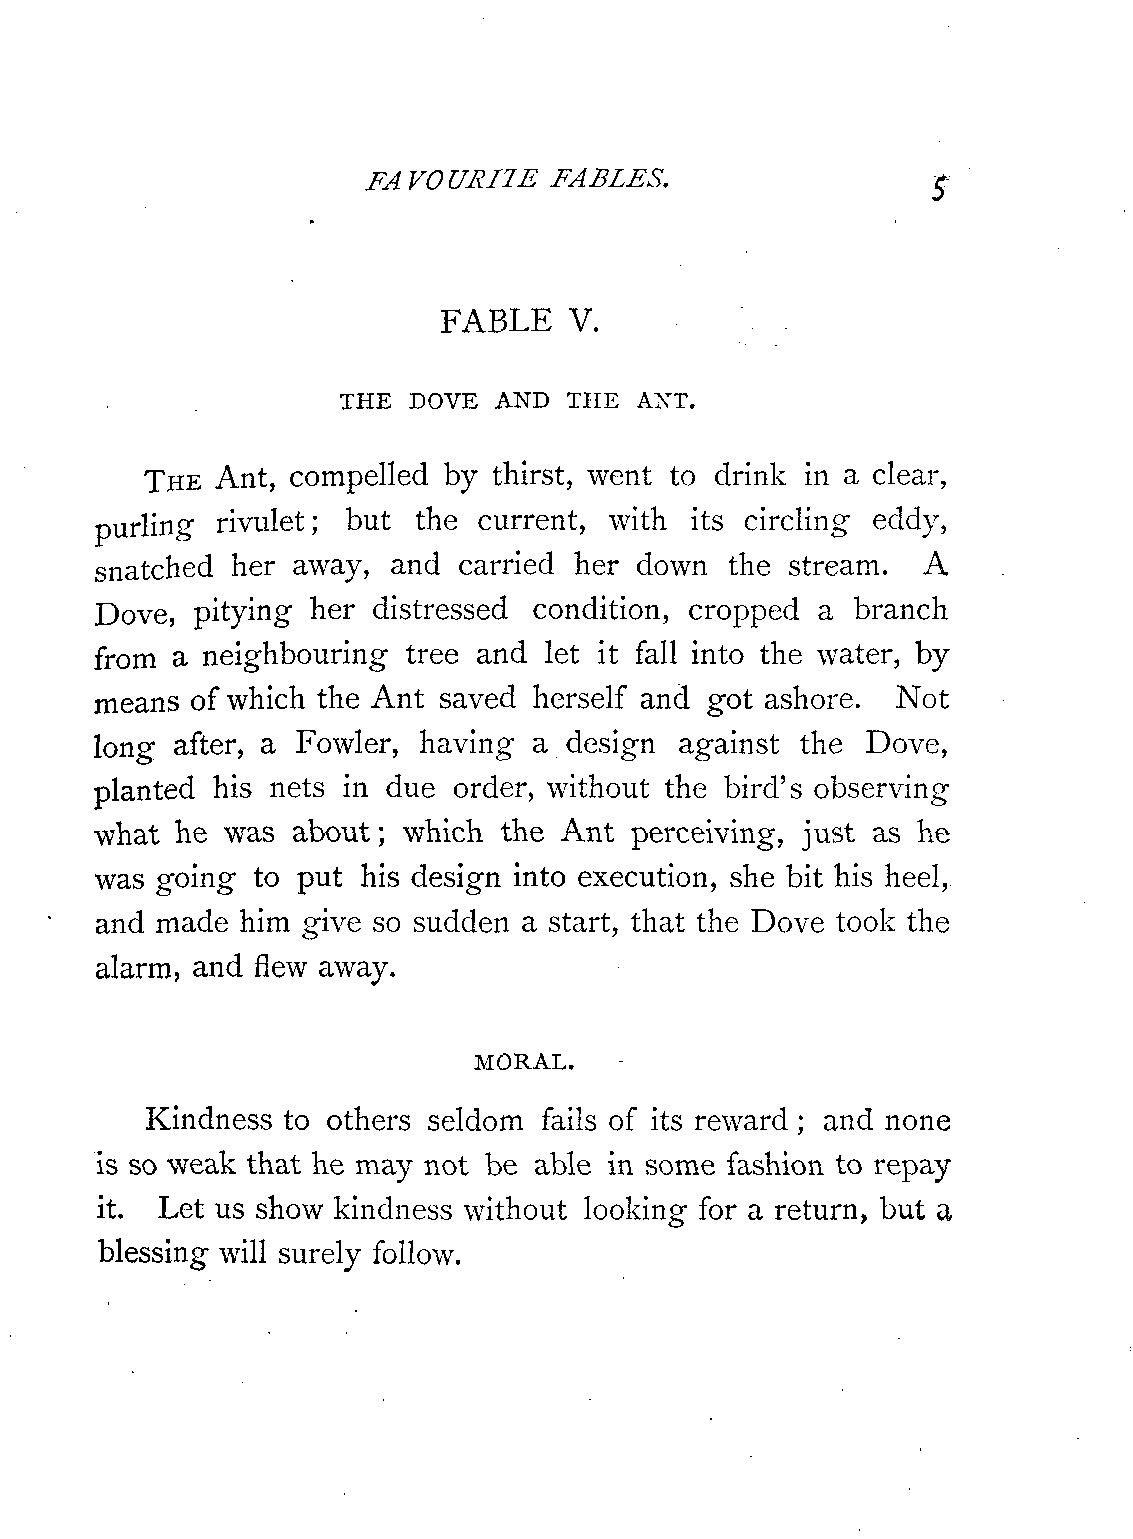 FAVOURITE FABLES. 5
FABLE V.
THE DOVE AND THE ANT.
THE Ant, compelled by thirst, went to drink in a clear,
purling rivulet; but the current, with its circling eddy,
snatched her away, and carried her down the stream. A
Dove, pitying her distressed condition, cropped a branch
from a neighbouring tree and let it fall into the water, by
means of which the Ant saved herself and got ashore. Not
long after, a Fowler, having a design against the Dove,
planted his nets in due order, without the bird's observing
what he was about; which the Ant perceiving, just as he
was going to put his design into execution, she bit his heel,
and made him give so sudden a start, that the Dove took the
alarm, and flew away.
MORAL.
Kindness to others seldom fails of its reward; and none
is so weak that he may not be able in some fashion to repay
it. Let us show kindness without looking for a return, but a
blessing will surely follow.